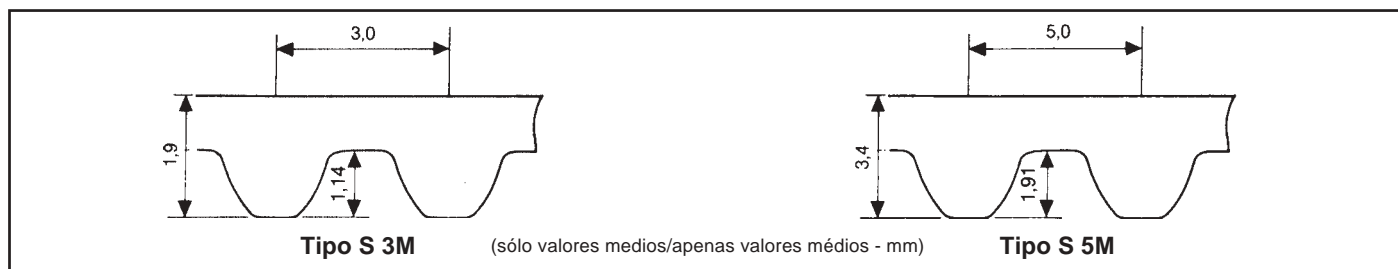 3,0
1,9
1,14
Tipo S 3M
(sólo valores medios/apenas valores médios - mm)
5,0
3,4
1,91
Tipo S 5M